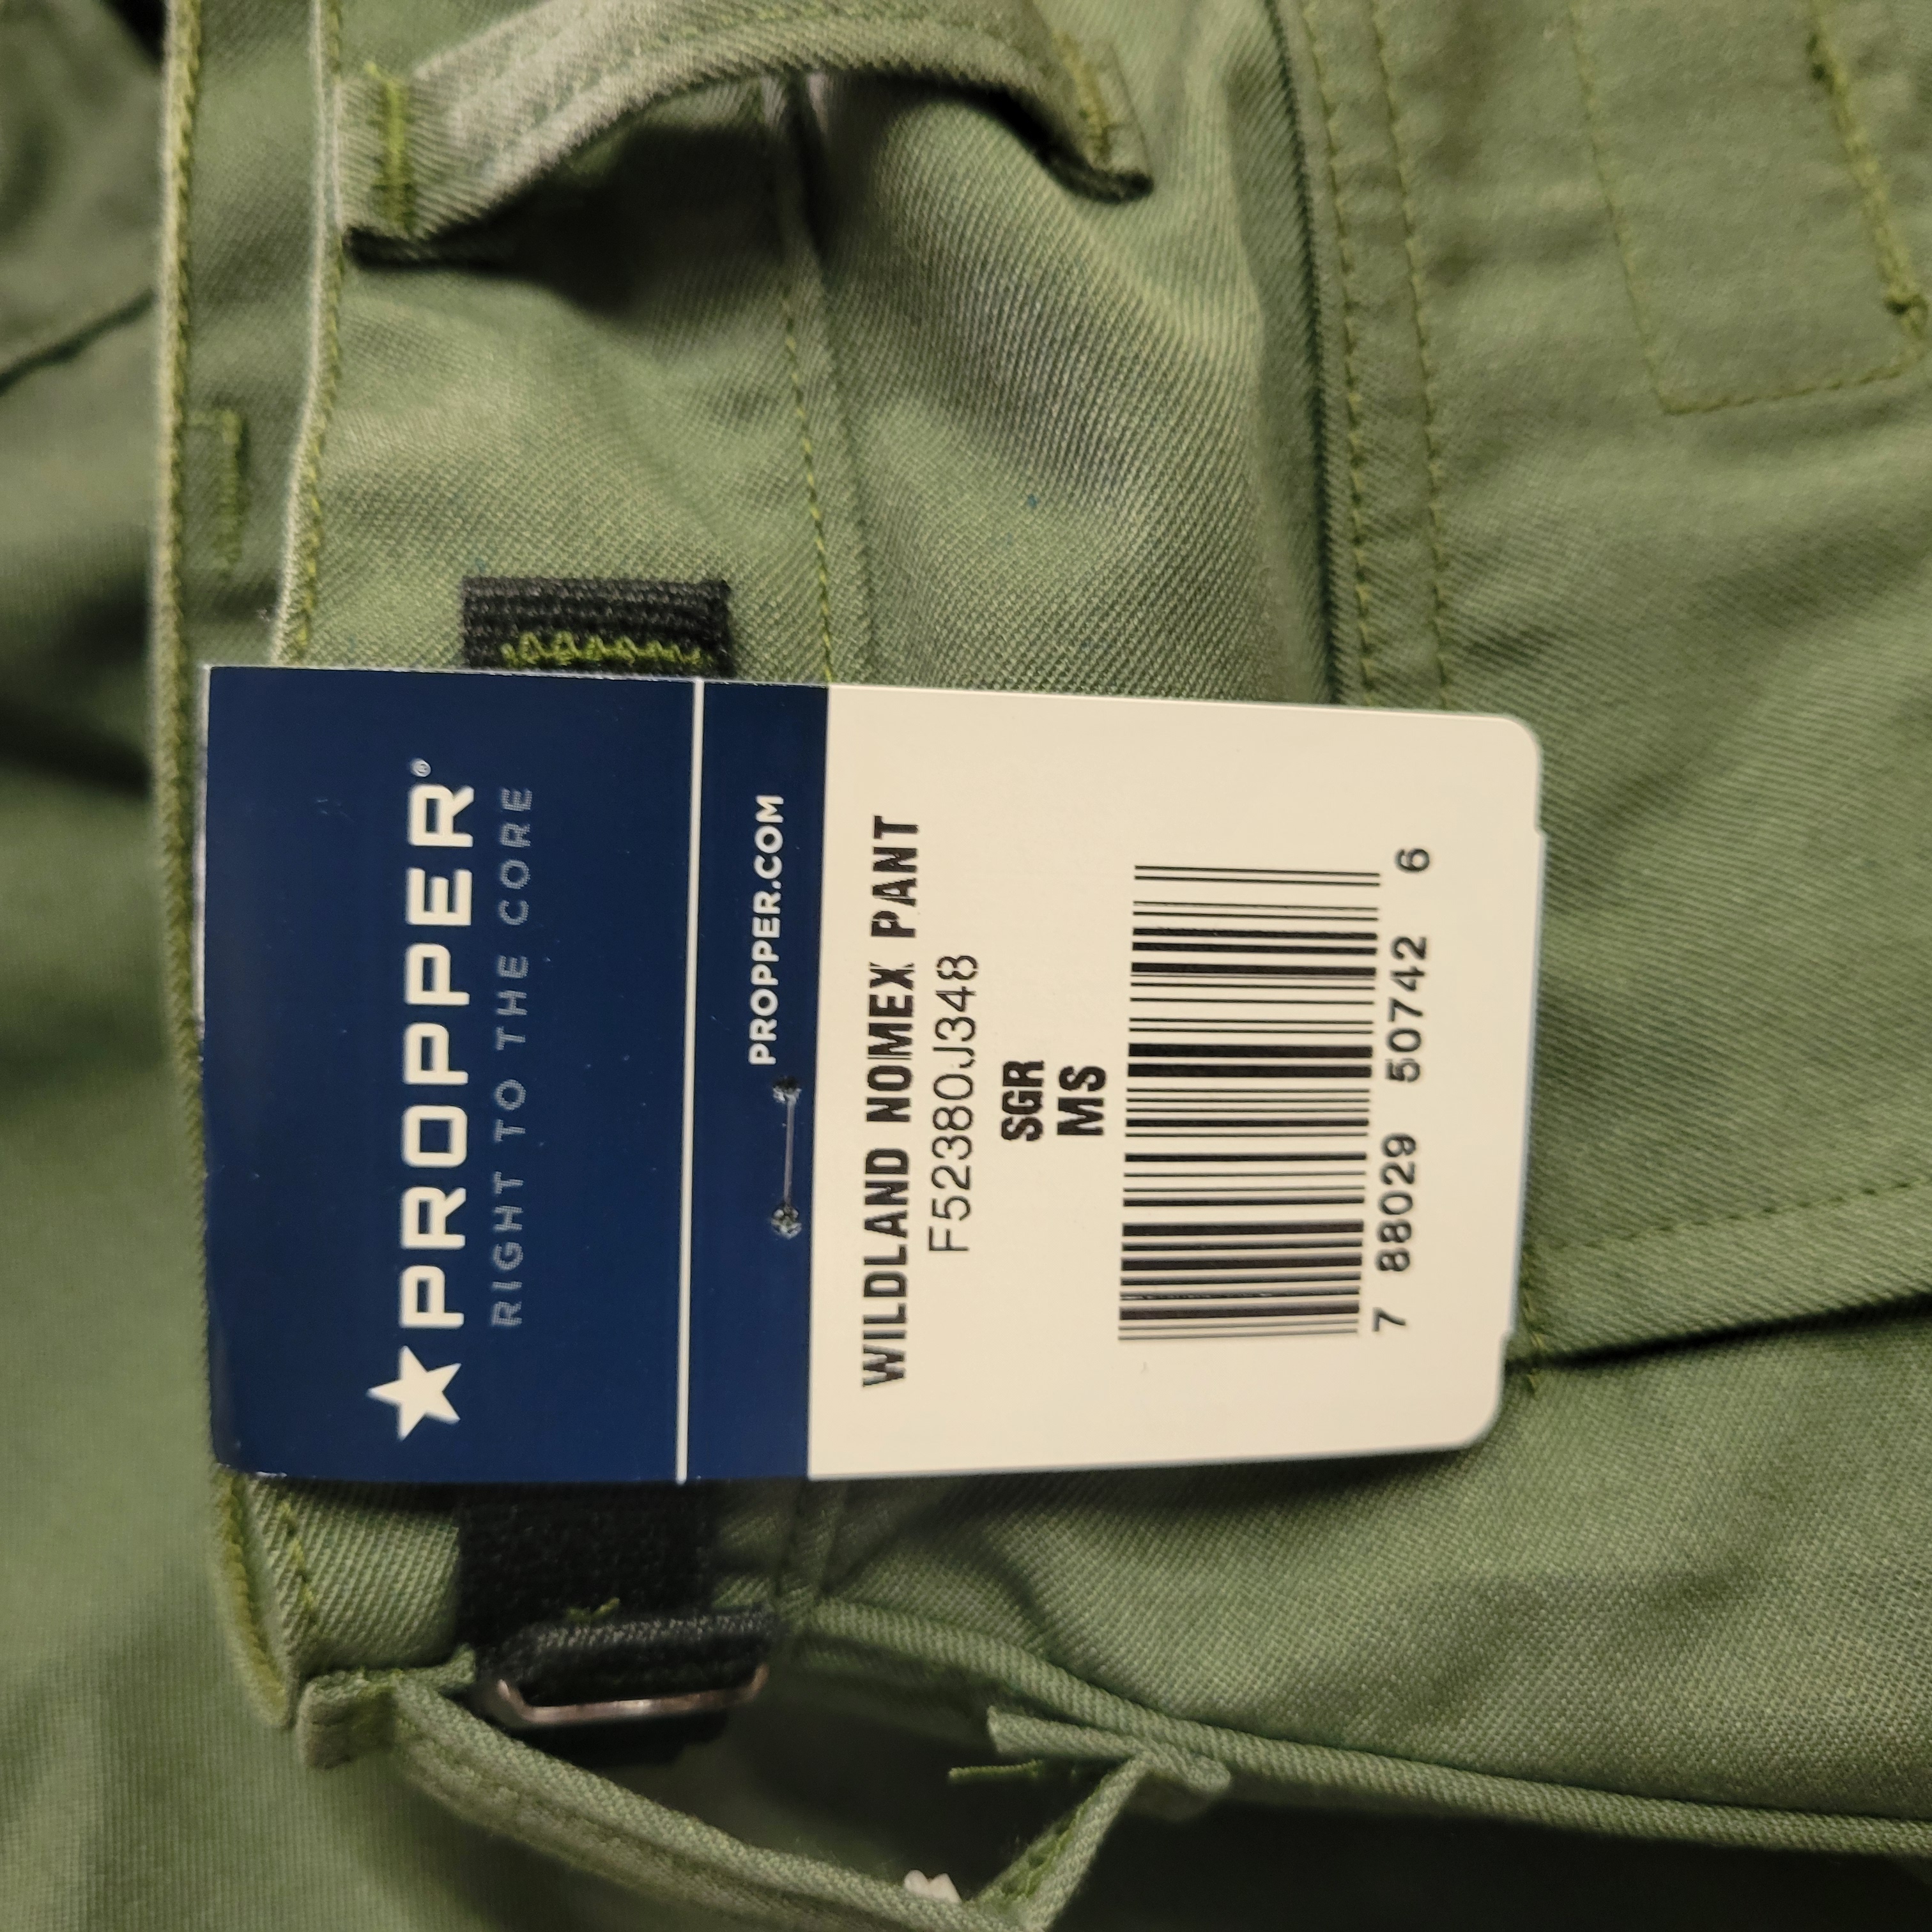 PROPPER®
RIGHT TO THE CORE
PROPPER.COM
WILDLAND NOMEX PANT
F52380J348
SGR
MS
7 88029 50742 6